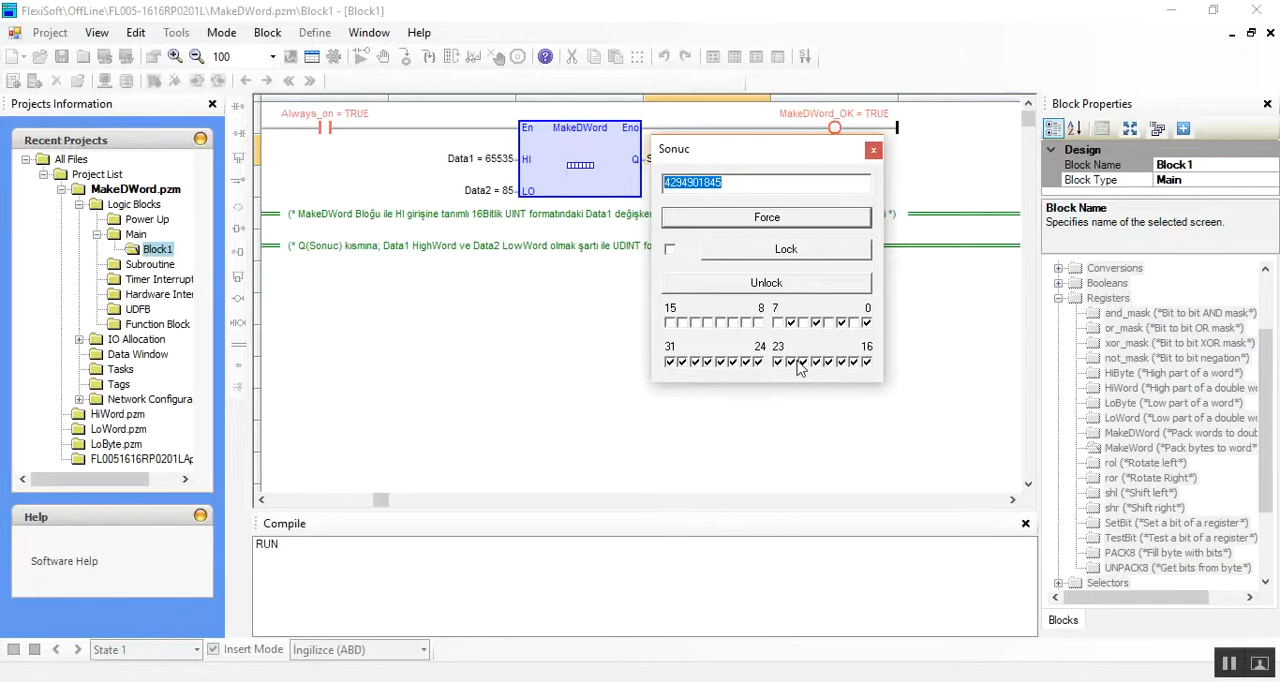 FlexiSoft\OffLine\FL005-1616RP0201L\MakeDWord.pzm\Block1 - [Block1]
Project View Edit Tools Mode Block Define Window Help
100
Projects Information
Recent Projects
All Files
Project List
MakeDWord.pzm
Logic Blocks
Power Up
Main
Block1
Subroutine
Timer Interrupt
Hardware Inte
UDFB
Function Block
IO Allocation
Data Window
Tasks
Tags
Network Configura
HiWord.pzm
LoWord.pzm
LoByte.pzm
FL0051616RP0201LA
Help
Software Help
Always_on = TRUE
MakeDWord_OK = TRUE
En MakeDWord Eno
Data1 = 65535 HI Q S
Data2 = 85 LO
(* MakeDWord Bloğu ile HI girişine tanımlı 16Bitlik UINT formatındaki Data1 değişken
*)
(* Q(Sonuc) kısmına; Data1 HighWord ve Data2 LowWord olmak şartı ile UDINT fo
Sonuc
4294901845
Force
Lock
Unlock
15 8 7 0
31 24 23 16
Compile
RUN
Block Properties
Design
Block Name Block1
Block Type Main
Block Name
Specifies name of the selected screen.
Conversions
Booleans
Registers
and_mask (*Bit to bit AND mask*)
or_mask (*Bit to bit OR mask*)
xor_mask (*Bit to bit XOR mask*)
not_mask (*Bit to bit negation*)
HiByte (*High part of a word*)
HiWord (*High part of a double wo
LoByte (*Low part of a word*)
LoWord (*Low part of a double wo
MakeDWord (*Pack words to doub
MakeWord (*Pack bytes to word*
rol (*Rotate left*)
ror (*Rotate Right*)
shl (*Shift left*)
shr (*Shift right*)
SetBit (*Set a bit of a register*)
TestBit (*Test a bit of a register*)
PACK8 (*Fill byte with bits*)
UNPACK8 (*Get bits from byte*)
Selectors
Blocks
State 1 Insert Mode İngilizce (ABD)